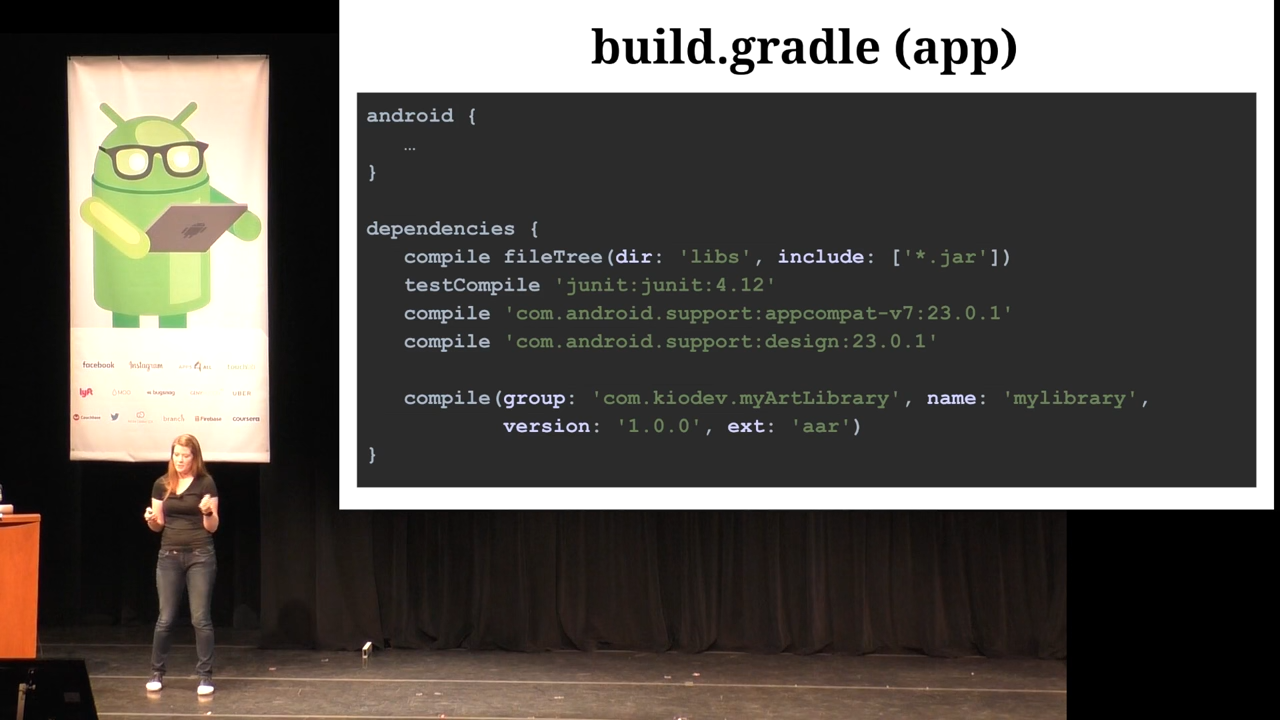 build.gradle (app)
android {
…
}
dependencies {
compile fileTree(dir: 'libs', include: ['*.jar'])
testCompile 'junit:junit:4.12'
compile 'com.android.support:appcompat-v7:23.0.1'
compile 'com.android.support:design:23.0.1'
compile(group: 'com.kiodev.myArtLibrary', name: 'mylibrary',
version: '1.0.0', ext: 'aar')
}
facebook Instagram
lyft bugsnag UBER
branch Firebase coursera